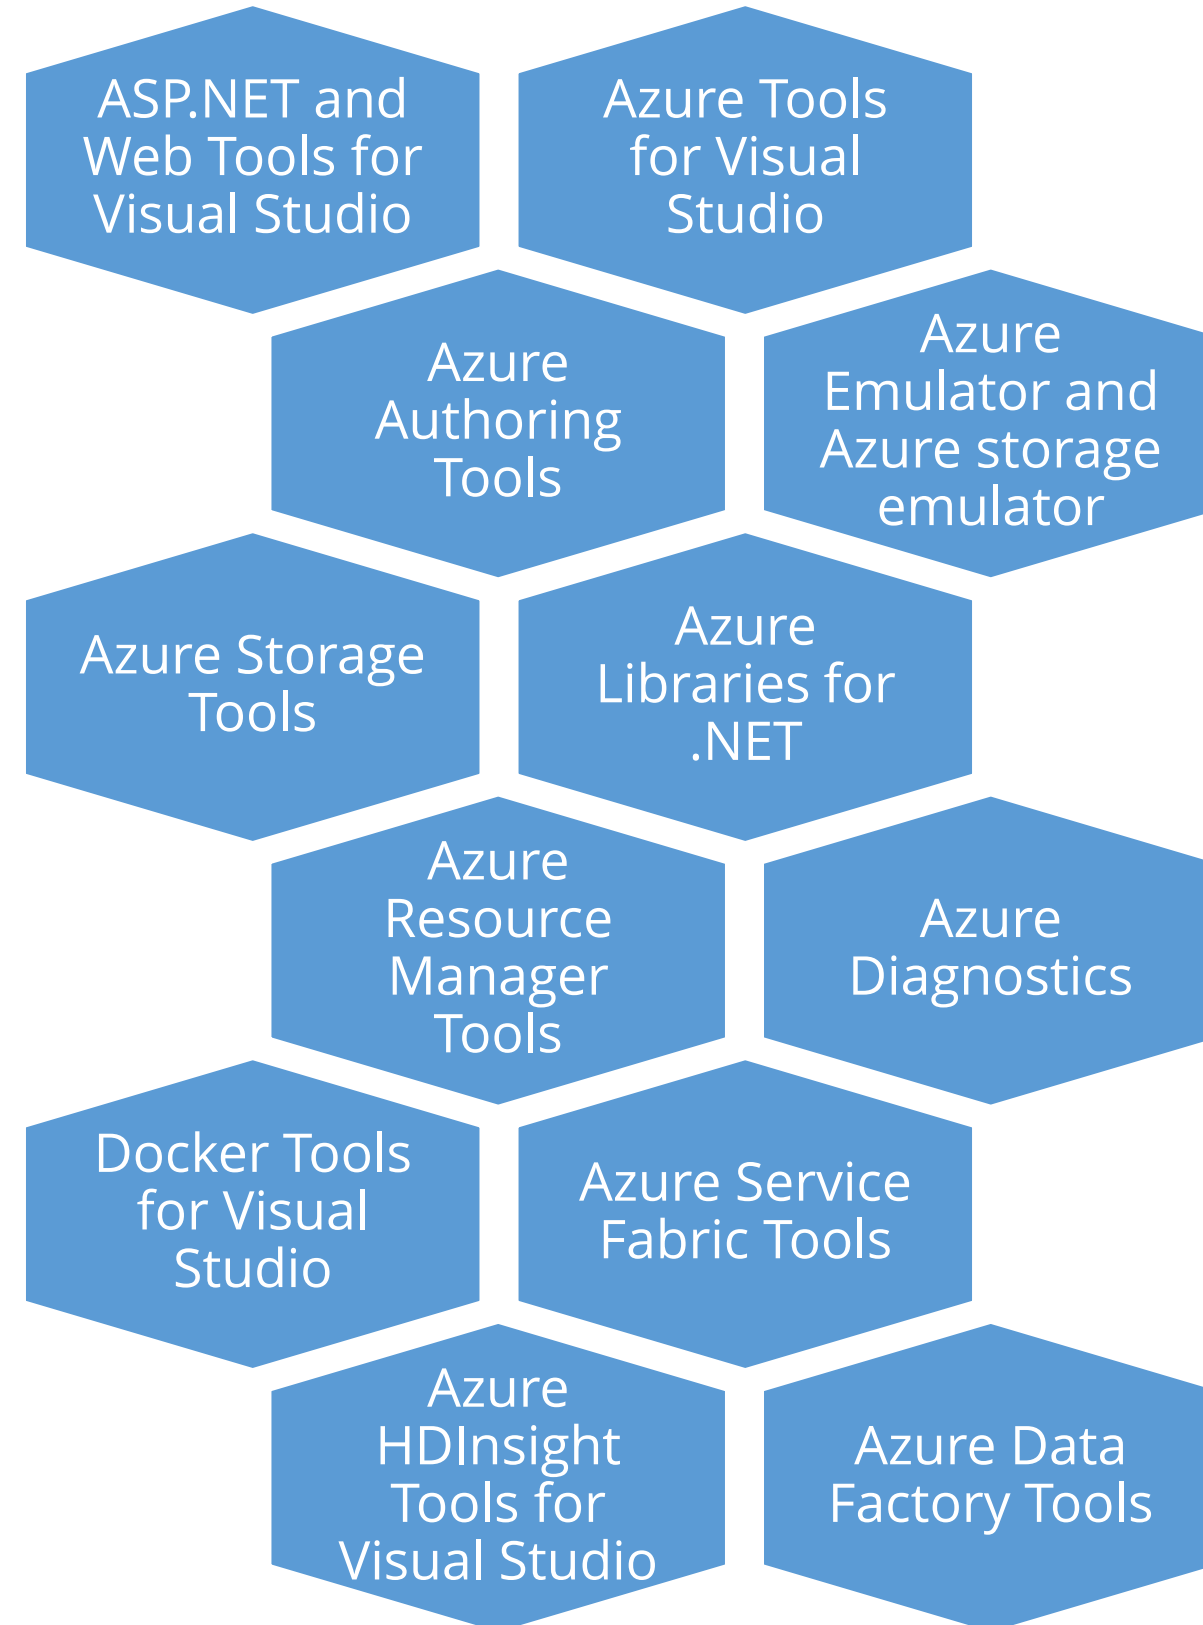 ASP.NET and
Web Tools for
Visual Studio
Azure Tools
for Visual
Studio
Azure
Authoring
Tools
Azure
Emulator and
Azure storage
emulator
Azure Storage
Tools
Azure
Libraries for
.NET
Azure
Resource
Manager
Tools
Azure
Diagnostics
Docker Tools
for Visual
Studio
Azure Service
Fabric Tools
Azure
HDInsight
Tools for
Visual Studio
Azure Data
Factory Tools